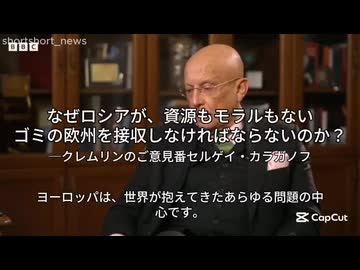 shortshort_news
BBC
なぜロシアが、資源もモラルもない
ゴミの欧州を接収しなければならないのか？
―クレムリンのご意見番セルゲイ・カラガノフ
ヨーロッパは、世界が抱えてきたあらゆる問題の中
心です。
CapCut